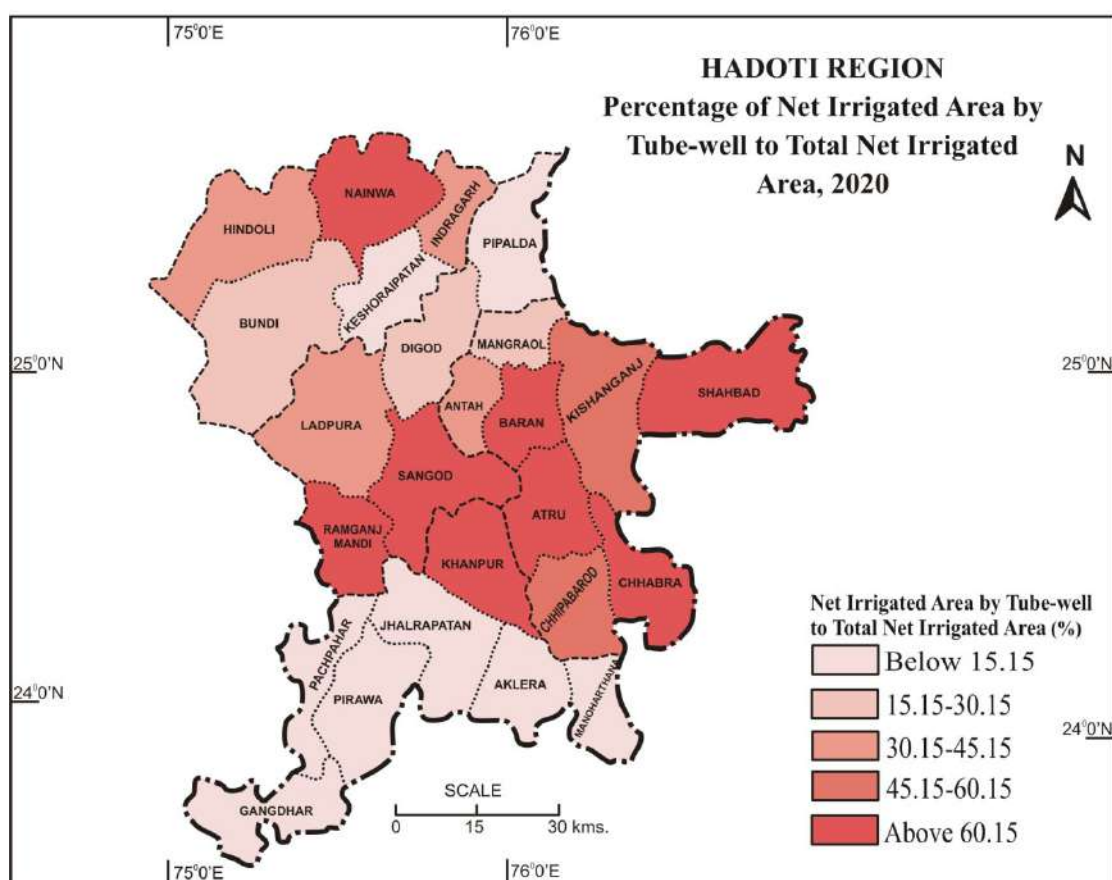 75°0'E
76°0'E
HADOTI REGION
Percentage of Net Irrigated Area by
Tube-well to Total Net Irrigated
Area, 2020
N
NAINWA
HINDOLI
INDRAGARH
PIPALDA
KESHORAIPATAN
BUNDI
DIGOD
MANGRAOL
25°0'N
25°0'N
KISHANGANJ
SHAHBAD
ANTAH
BARAN
LADPURA
SANGOD
ATRU
RAMGANJ
MANDI
KHANPUR
CHHIPABAROD
CHHABRA
PACHPAHAR
JHALRAPATAN
AKLERA
MANOHARTHANA
PIRAWA
24°0'N
24°0'N
GANGDHAR
SCALE
0 15 30 kms.
Net Irrigated Area by Tube-well
to Total Net Irrigated Area (%)
Below 15.15
15.15-30.15
30.15-45.15
45.15-60.15
Above 60.15
75°0'E
76°0'E